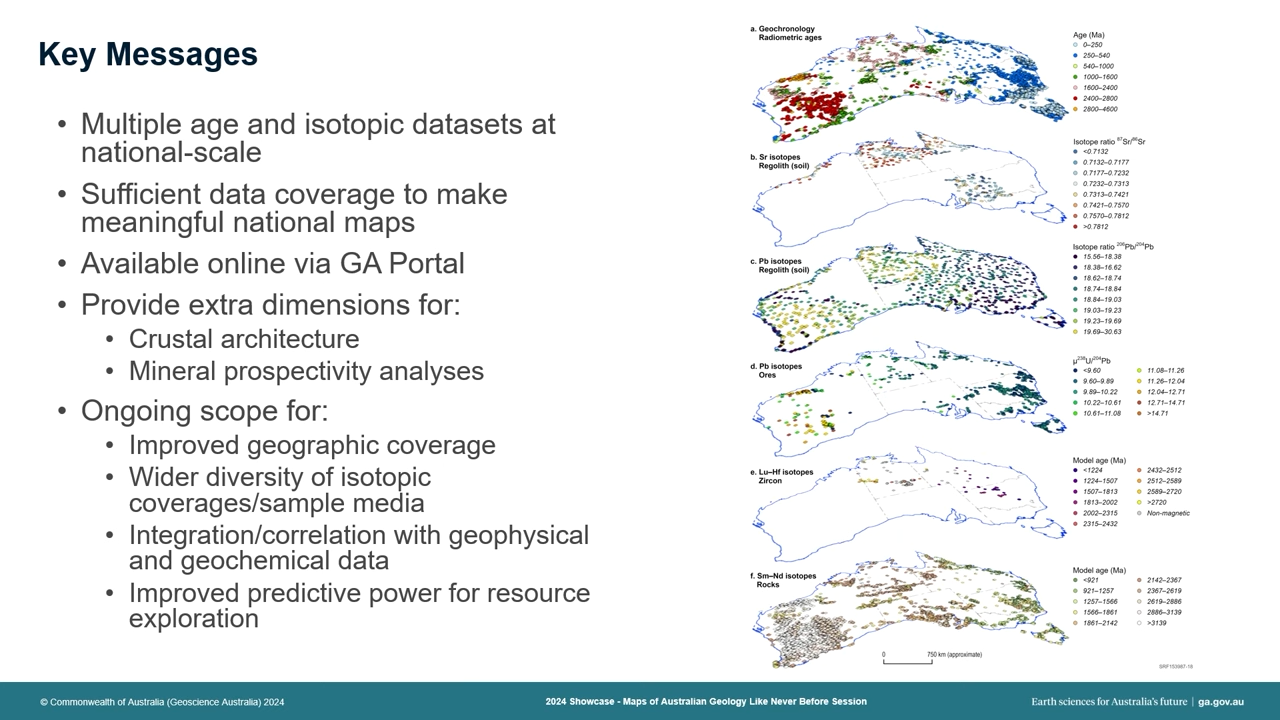 Key Messages
• Multiple age and isotopic datasets at
national-scale
• Sufficient data coverage to make
meaningful national maps
• Available online via GA Portal
• Provide extra dimensions for:
• Crustal architecture
• Mineral prospectivity analyses
• Ongoing scope for:
• Improved geographic coverage
• Wider diversity of isotopic
coverages/sample media
• Integration/correlation with geophysical
and geochemical data
• Improved predictive power for resource
exploration
a. Geochronology
Radiometric ages
Age (Ma)
0–250
250–540
540–1000
1000–1600
1600–2400
2400–2800
2800–4600
b. Sr isotopes
Regolith (soil)
Isotope ratio ⁸⁷Sr/⁸⁶Sr
<0.7132
0.7132–0.7177
0.7177–0.7232
0.7232–0.7313
0.7313–0.7421
0.7421–0.7570
0.7570–0.7812
>0.7812
c. Pb isotopes
Regolith (soil)
Isotope ratio ²⁰⁶Pb/²⁰⁴Pb
15.56–18.38
18.38–16.62
18.62–18.74
18.74–18.84
18.84–19.03
19.03–19.23
19.23–19.69
19.69–30.63
d. Pb isotopes
Ores
µ²³⁸U/²⁰⁴Pb
<9.60
9.60–9.89
9.89–10.22
10.22–10.61
10.61–11.08
11.08–11.26
11.26–12.04
12.04–12.71
12.71–14.71
>14.71
e. Lu–Hf isotopes
Zircon
Model age (Ma)
<1224
1224–1507
1507–1813
1813–2002
2002–2315
2315–2432
2432–2512
2512–2589
2589–2720
>2720
Non-magnetic
f. Sm–Nd isotopes
Rocks
Model age (Ma)
<921
921–1257
1257–1566
1566–1861
1861–2142
2142–2367
2367–2619
2619–2886
2886–3139
>3139
0 750 km (approximate)
© Commonwealth of Australia (Geoscience Australia) 2024
2024 Showcase - Maps of Australian Geology Like Never Before Session
Earth sciences for Australia's future | ga.gov.au